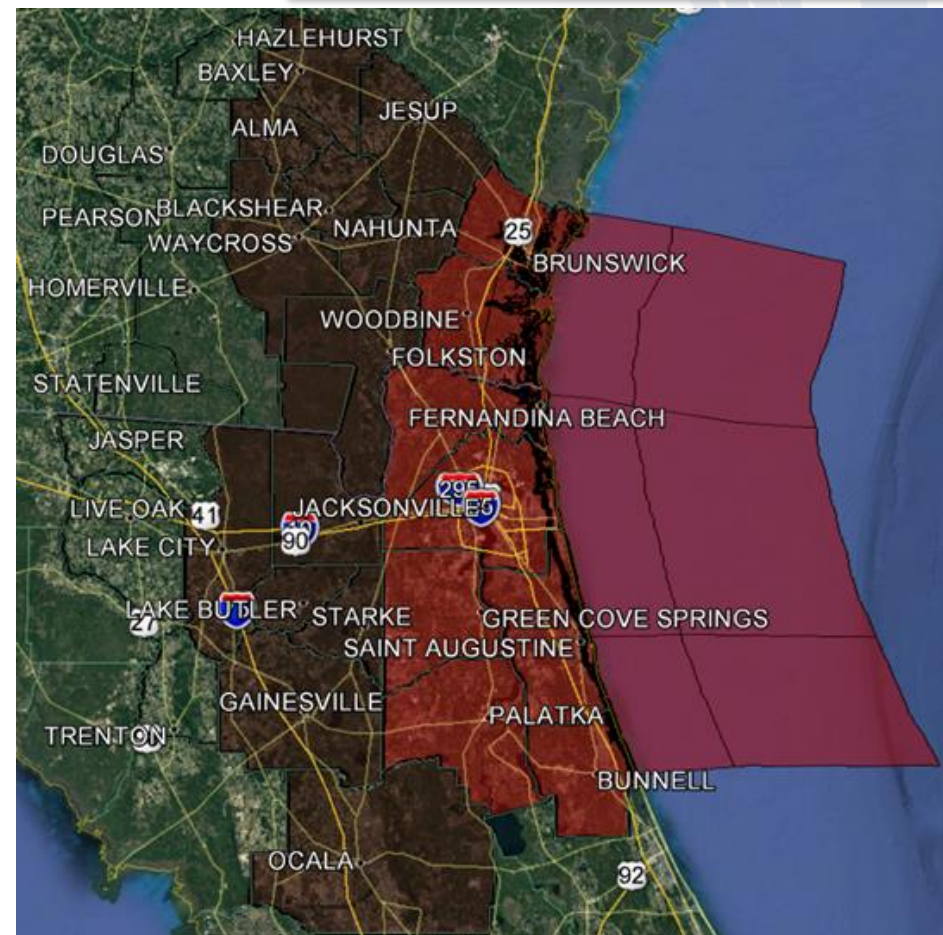 HAZLEHURST
BAXLEY
JESUP
ALMA
DOUGLAS
PEARSON
BLACKSHEAR
WAYCROSS
NAHUNTA
25
BRUNSWICK
HOMERVILLE
WOODBINE
FOLKSTON
STATENVILLE
FERNANDINA BEACH
JASPER
295
LIVE OAK
41
JACKSONVILLE
90
LAKE CITY
LAKE BUTLER
STARKE
GREEN COVE SPRINGS
27
SAINT AUGUSTINE
GAINESVILLE
PALATKA
TRENTON
BUNNELL
OCALA
92